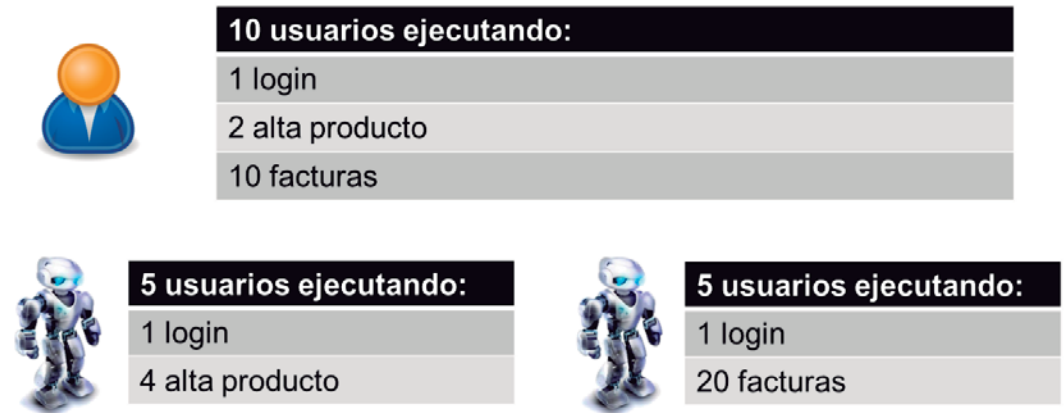 10 usuarios ejecutando:
1 login
2 alta producto
10 facturas
5 usuarios ejecutando:
1 login
4 alta producto
5 usuarios ejecutando:
1 login
20 facturas